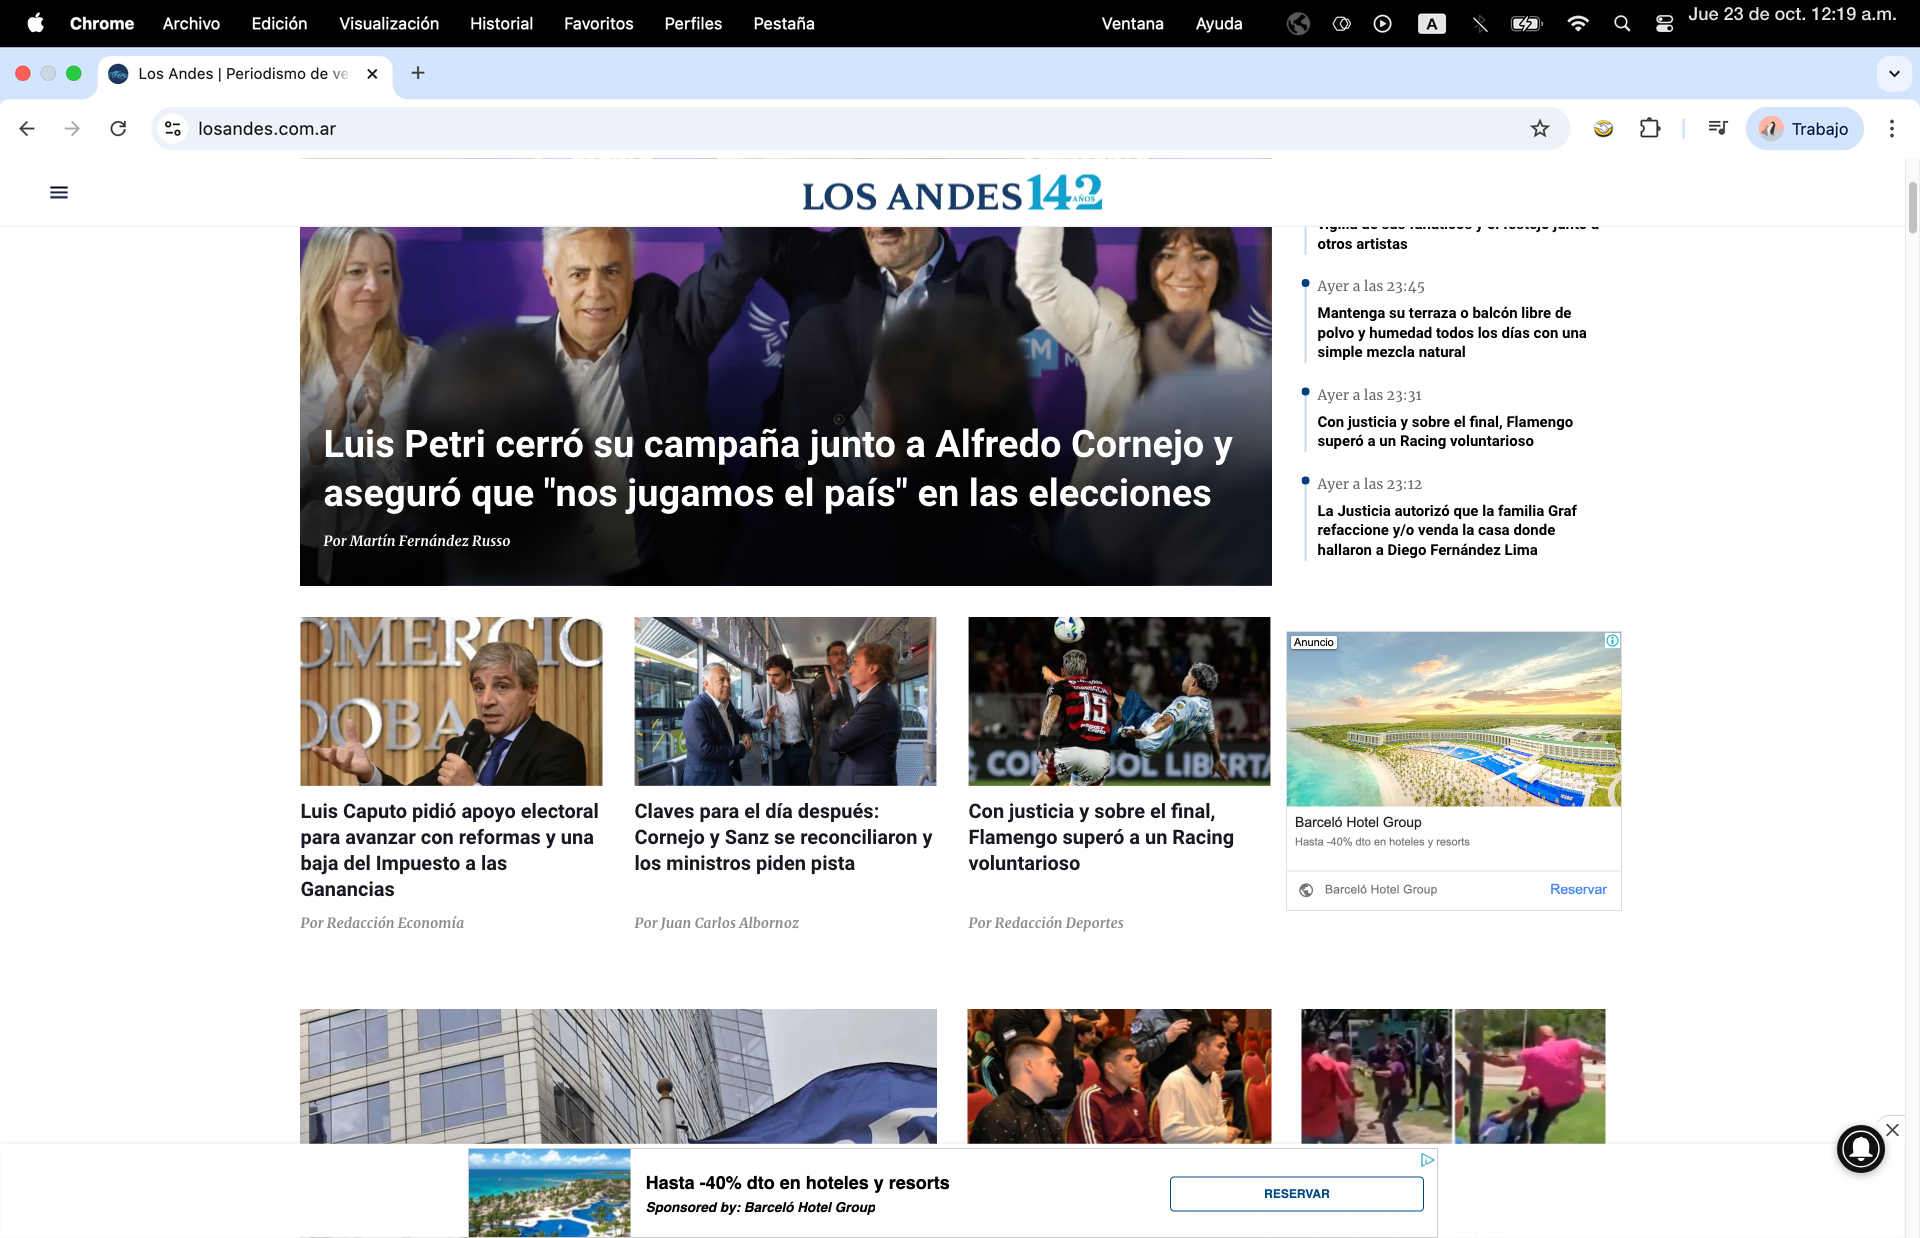 Chrome Archivo Edición Visualización Historial Favoritos Perfiles Pestaña Ventana Ayuda A Jue 23 de oct. 12:19 a.m.
Los Andes | Periodismo de ve
losandes.com.ar
Trabajo
LOS ANDES 142 AÑOS
otros artistas
Ayer a las 23:45
Mantenga su terraza o balcón libre de
polvo y humedad todos los días con una
simple mezcla natural
Ayer a las 23:31
Con justicia y sobre el final, Flamengo
superó a un Racing voluntarioso
Ayer a las 23:12
La Justicia autorizó que la familia Graf
refaccione y/o venda la casa donde
hallaron a Diego Fernández Lima
Luis Petri cerró su campaña junto a Alfredo Cornejo y
aseguró que "nos jugamos el país" en las elecciones
Por Martín Fernández Russo
OMERCIO
DOBA
Luis Caputo pidió apoyo electoral
para avanzar con reformas y una
baja del Impuesto a las
Ganancias
Por Redacción Economía
Claves para el día después:
Cornejo y Sanz se reconciliaron y
los ministros piden pista
Por Juan Carlos Albornoz
15
CON
BOL LIBERTA
Con justicia y sobre el final,
Flamengo superó a un Racing
voluntarioso
Por Redacción Deportes
Anuncio
Barceló Hotel Group
Hasta -40% dto en hoteles y resorts
Barceló Hotel Group
Reservar
Hasta -40% dto en hoteles y resorts
Sponsored by: Barceló Hotel Group
RESERVAR